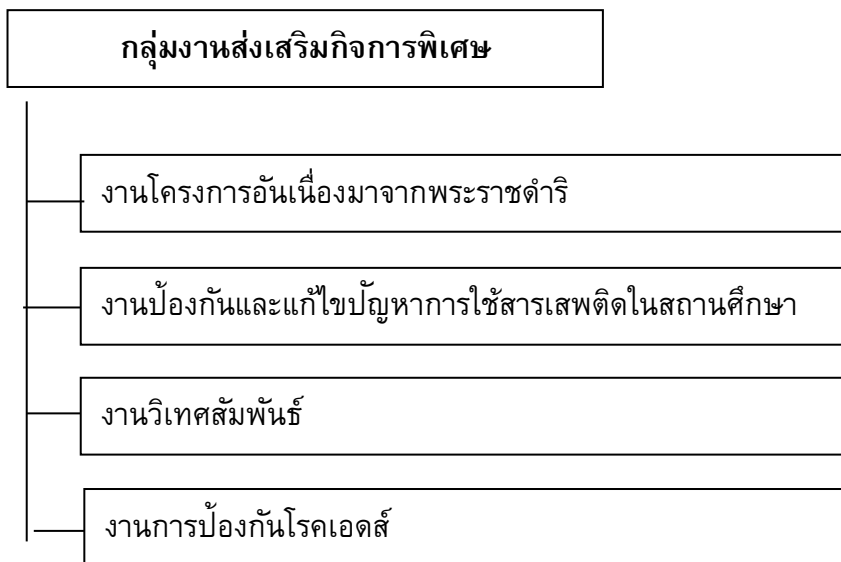 กลุ่มงานส่งเสริมกิจการพิเศษ
งานโครงการอันเนื่องมาจากพระราชดำริ
งานป้องกันและแก้ไขปัญหาการใช้สารเสพติดในสถานศึกษา
งานวิเทศสัมพันธ์
งานการป้องกันโรคเอดส์